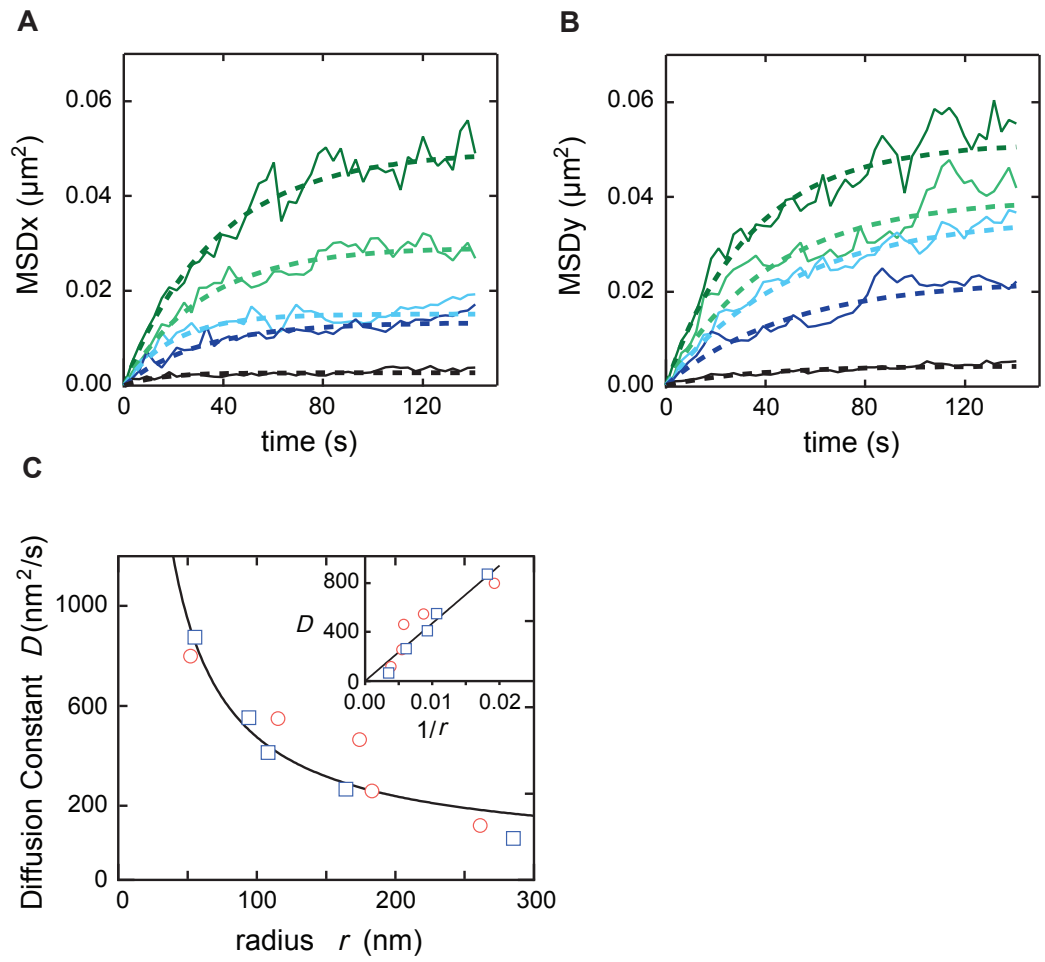 A
MSDx (μm²)
0.06
0.04
0.02
0.00
0 40 80 120
time (s)
B
MSDy (μm²)
0.06
0.04
0.02
0.00
0 40 80 120
time (s)
C
Diffusion Constant D(nm²/s)
1000
600
200
0
0 100 200 300
radius r (nm)
D
800
400
0
0.00 0.01 0.02
1/r